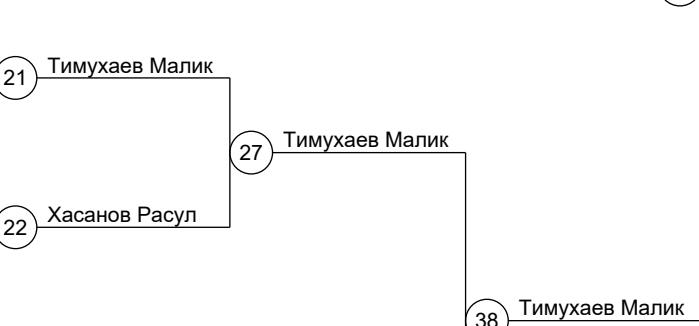 21 Тимухаев Малик
27 Тимухаев Малик
22 Хасанов Расул
38 Тимухаев Малик